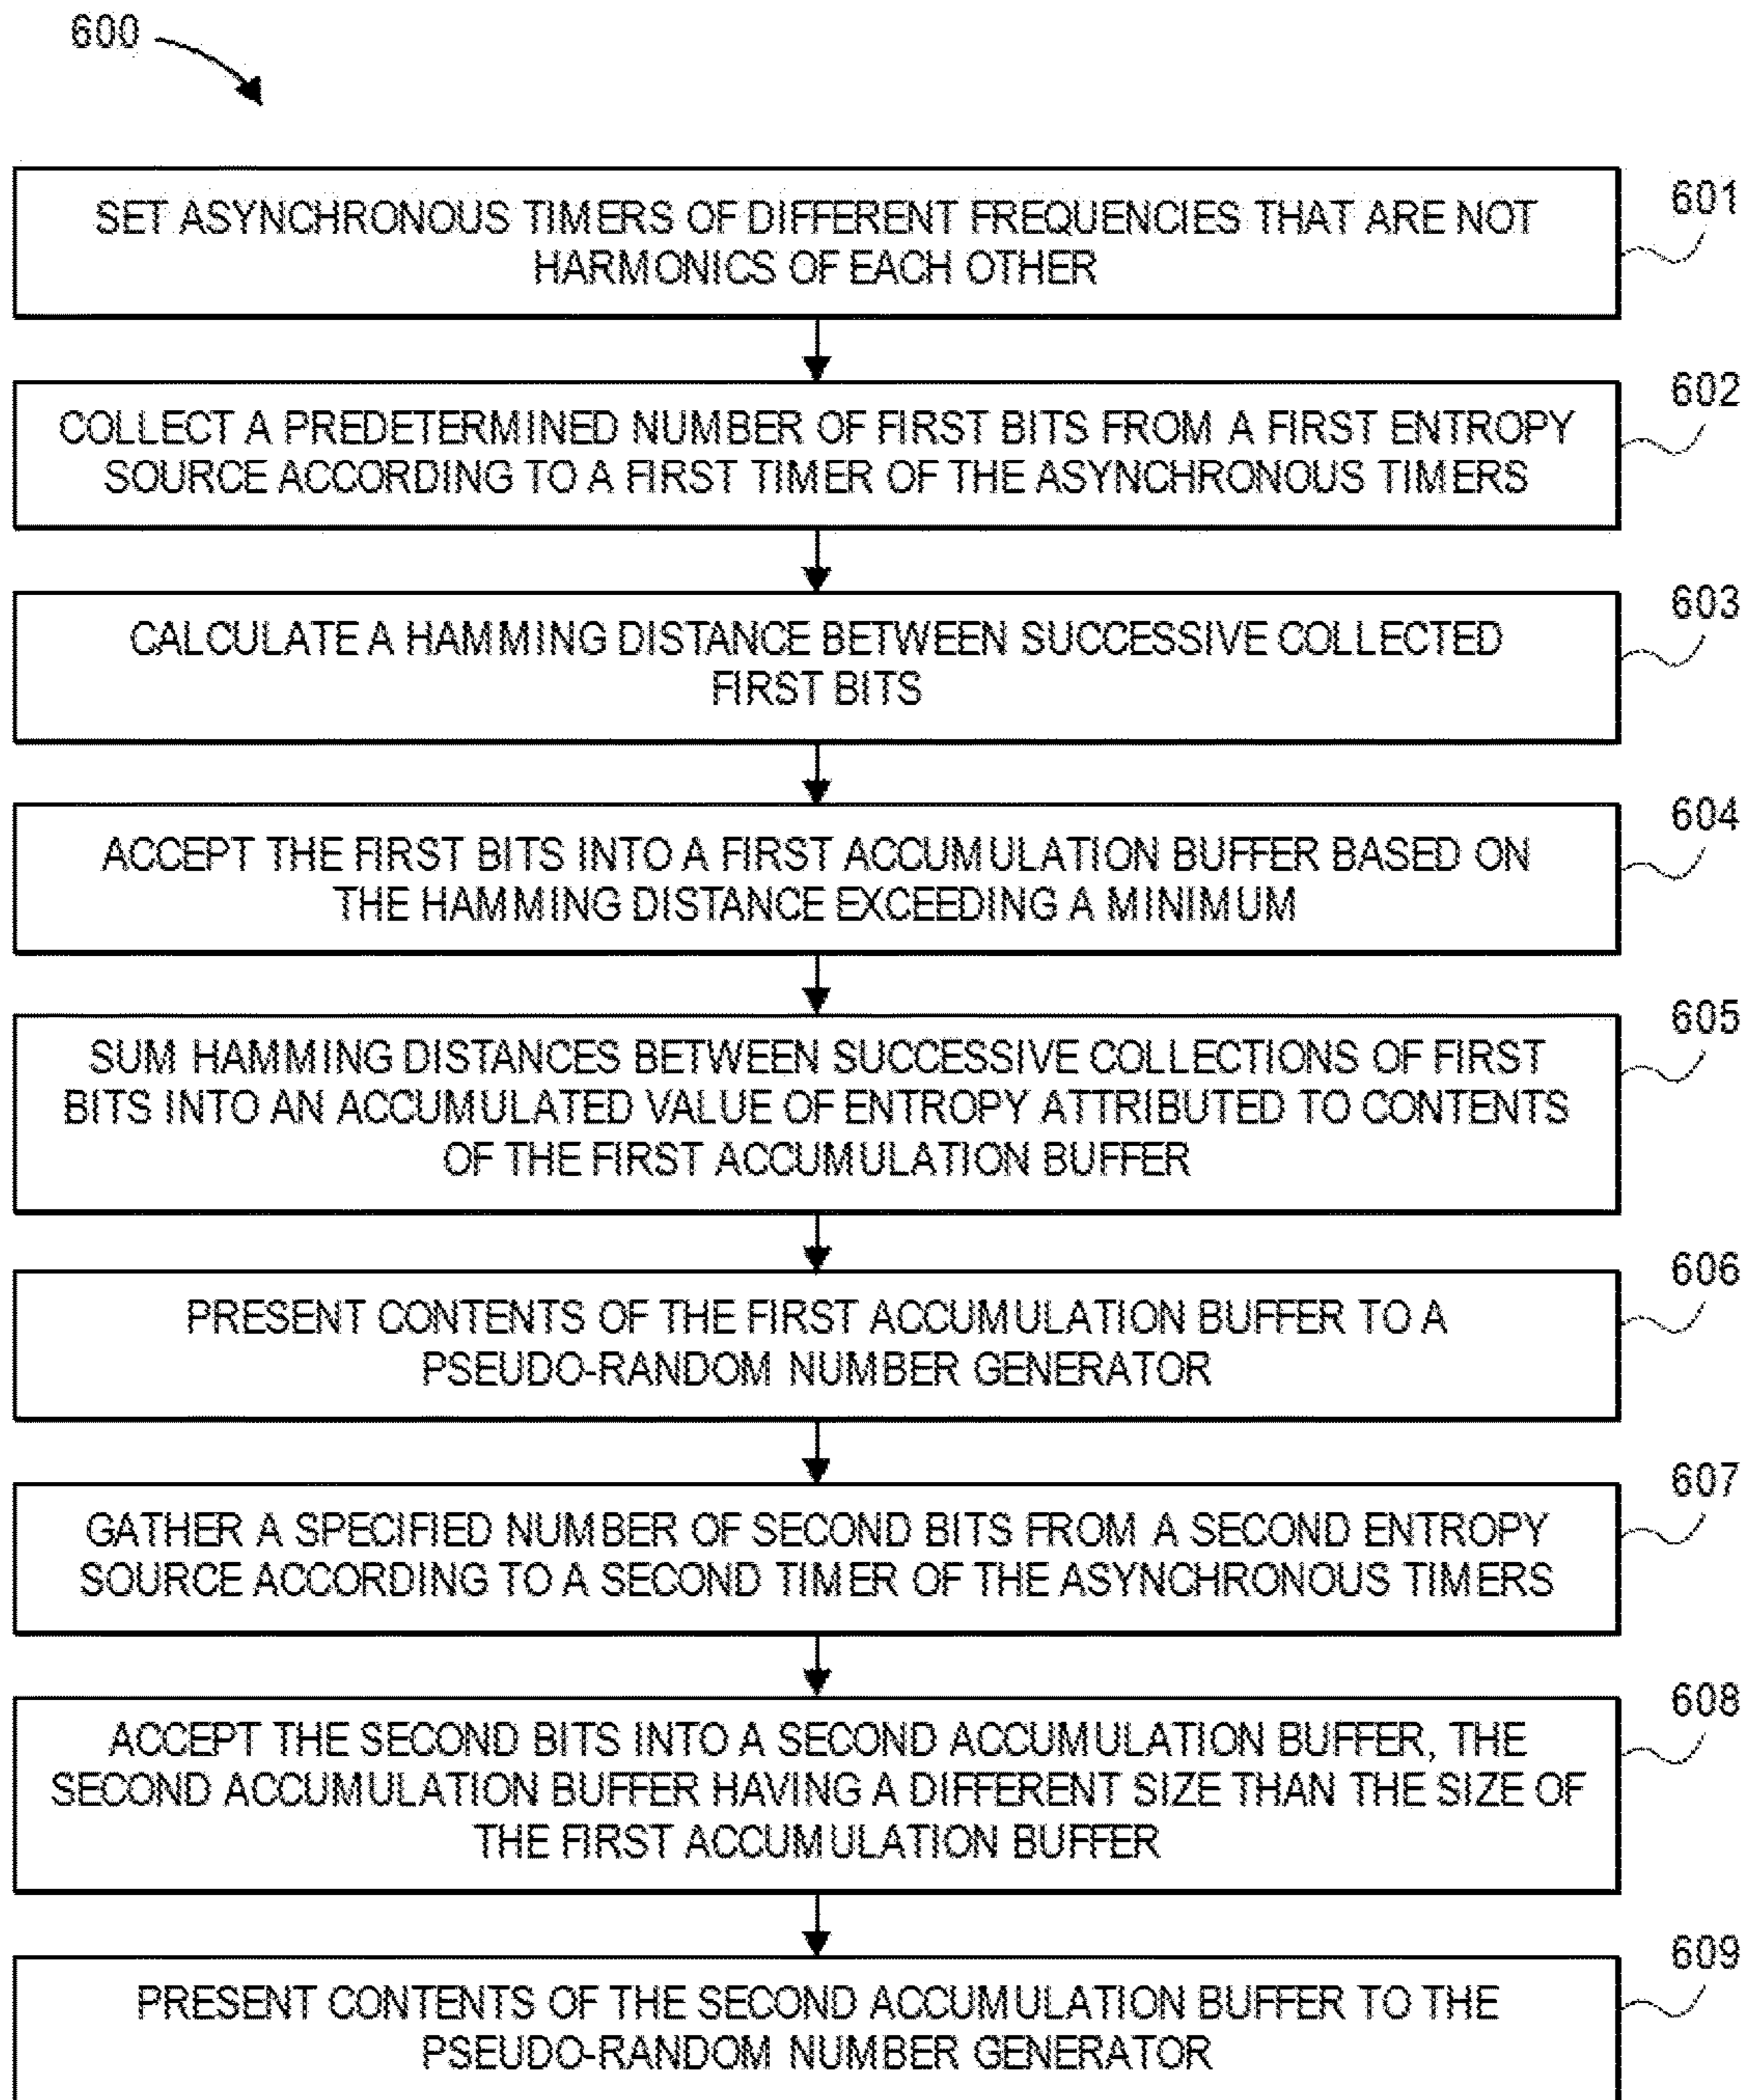 600
601
SET ASYNCHRONOUS TIMERS OF DIFFERENT FREQUENCIES THAT ARE NOT
HARMONICS OF EACH OTHER
602
COLLECT A PREDETERMINED NUMBER OF FIRST BITS FROM A FIRST ENTROPY
SOURCE ACCORDING TO A FIRST TIMER OF THE ASYNCHRONOUS TIMERS
603
CALCULATE A HAMMING DISTANCE BETWEEN SUCCESSIVE COLLECTED
FIRST BITS
604
ACCEPT THE FIRST BITS INTO A FIRST ACCUMULATION BUFFER BASED ON
THE HAMMING DISTANCE EXCEEDING A MINIMUM
605
SUM HAMMING DISTANCES BETWEEN SUCCESSIVE COLLECTIONS OF FIRST
BITS INTO AN ACCUMULATED VALUE OF ENTROPY ATTRIBUTED TO CONTENTS
OF THE FIRST ACCUMULATION BUFFER
606
PRESENT CONTENTS OF THE FIRST ACCUMULATION BUFFER TO A
PSEUDO-RANDOM NUMBER GENERATOR
607
GATHER A SPECIFIED NUMBER OF SECOND BITS FROM A SECOND ENTROPY
SOURCE ACCORDING TO A SECOND TIMER OF THE ASYNCHRONOUS TIMERS
608
ACCEPT THE SECOND BITS INTO A SECOND ACCUMULATION BUFFER, THE
SECOND ACCUMULATION BUFFER HAVING A DIFFERENT SIZE THAN THE SIZE OF
THE FIRST ACCUMULATION BUFFER
609
PRESENT CONTENTS OF THE SECOND ACCUMULATION BUFFER TO THE
PSEUDO-RANDOM NUMBER GENERATOR